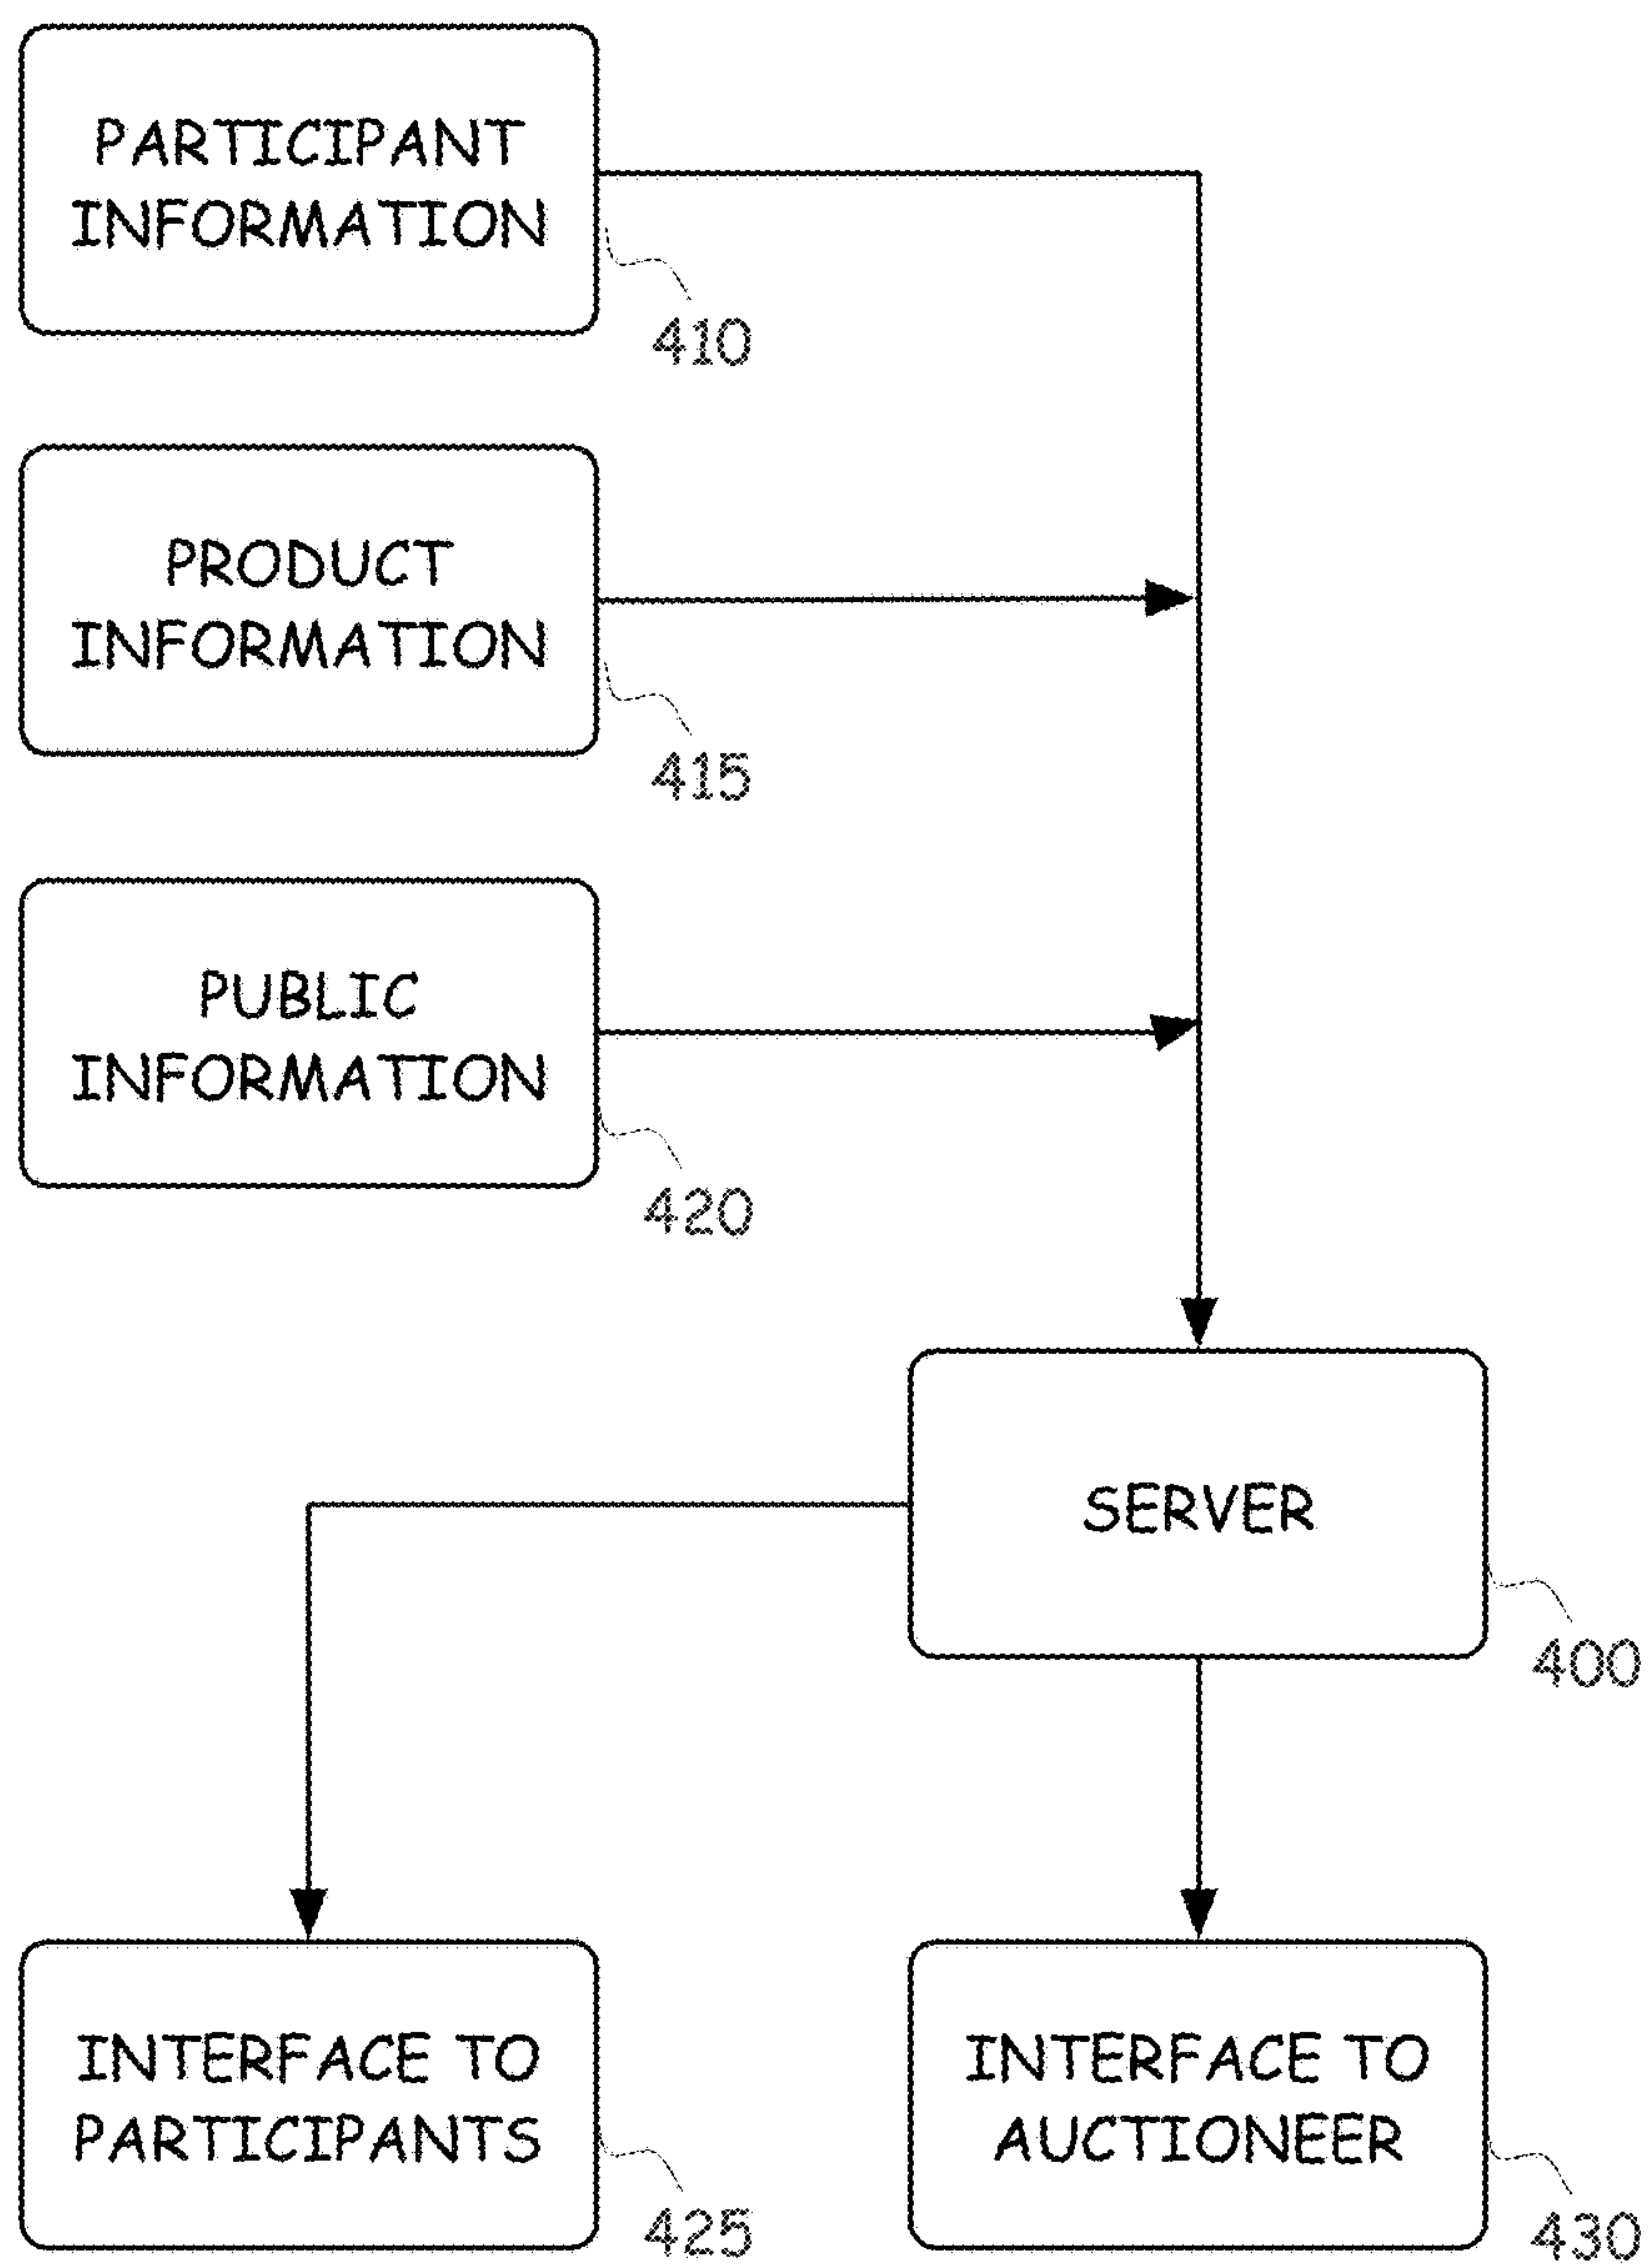 PARTICIPANT
INFORMATION
410
PRODUCT
INFORMATION
415
PUBLIC
INFORMATION
420
SERVER
400
INTERFACE TO
PARTICIPANTS
425
INTERFACE TO
AUCTIONEER
430